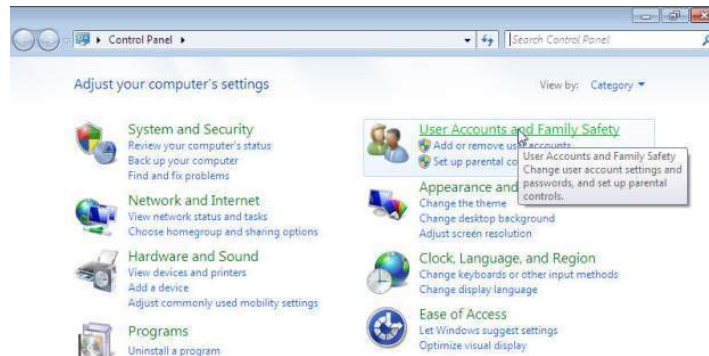 Control Panel
Search Control Panel
Adjust your computer's settings
View by: Category
System and Security
Review your computer's status
Back up your computer
Find and fix problems
Network and Internet
View network status and tasks
Choose homegroup and sharing options
Hardware and Sound
View devices and printers
Add a device
Adjust commonly used mobility settings
Programs
Uninstall a program
User Accounts and Family Safety
Add or remove user accounts
Set up parental co
User Accounts and Family Safety
Change user account settings and
passwords, and set up parental
controls.
Appearance and
Change the theme
Change desktop background
Adjust screen resolution
Clock, Language, and Region
Change keyboards or other input methods
Change display language
Ease of Access
Let Windows suggest settings
Optimize visual display